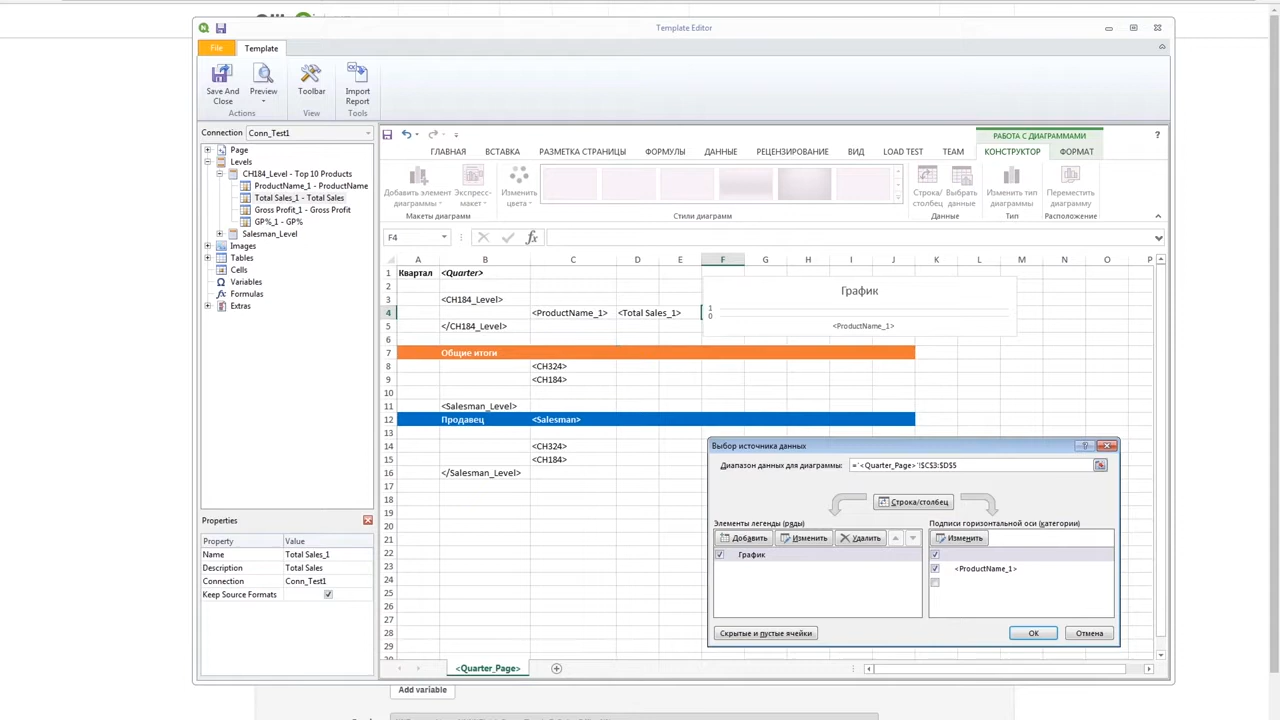 Template Editor
File Template
Save And Close Preview Toolbar Import Report
Actions View Tools
Connection Conn_Test1
Page
Levels
CH184_Level - Top 10 Products
ProductName_1 - ProductName
Total Sales_1 - Total Sales
Gross Profit_1 - Gross Profit
GP%_1 - GP%
Salesman_Level
Images
Tables
Cells
Variables
Formulas
Extras
Properties
Property Value
Name Total Sales_1
Description Total Sales
Connection Conn_Test1
Keep Source Formats
РАБОТА С ДИАГРАММАМИ
ГЛАВНАЯ ВСТАВКА РАЗМЕТКА СТРАНИЦЫ ФОРМУЛЫ ДАННЫЕ РЕЦЕНЗИРОВАНИЕ ВИД LOAD TEST TEAM КОНСТРУКТОР ФОРМАТ
Добавить элемент диаграммы Экспресс-макет Изменить цвета Строка/столбец Выбрать данные Изменить тип диаграммы Переместить диаграмму
Макеты диаграмм Стили диаграмм Данные Тип Расположение
F4
A B C D E F G H I J K L M N O P
1 Квартал <Quarter>
2
3 <CH184_Level>
4 <ProductName_1> <Total Sales_1>
5 </CH184_Level>
6
7 Общие итоги
8 <CH324>
9 <CH184>
10
11 <Salesman_Level>
12 Продавец <Salesman>
13
14 <CH324>
15 <CH184>
16 </Salesman_Level>
17
18
19
20
21
22
23
24
25
26
27
28
График
1
0
<ProductName_1>
Выбор источника данных
Диапазон данных для диаграммы: ='<Quarter_Page>'!$C$3:$D$5
Строка/столбец
Элементы легенды (ряды) Подписи горизонтальной оси (категории)
Добавить Изменить Удалить Изменить
График
<ProductName_1>
Скрытые и пустые ячейки OK Отмена
<Quarter_Page>
Add variable